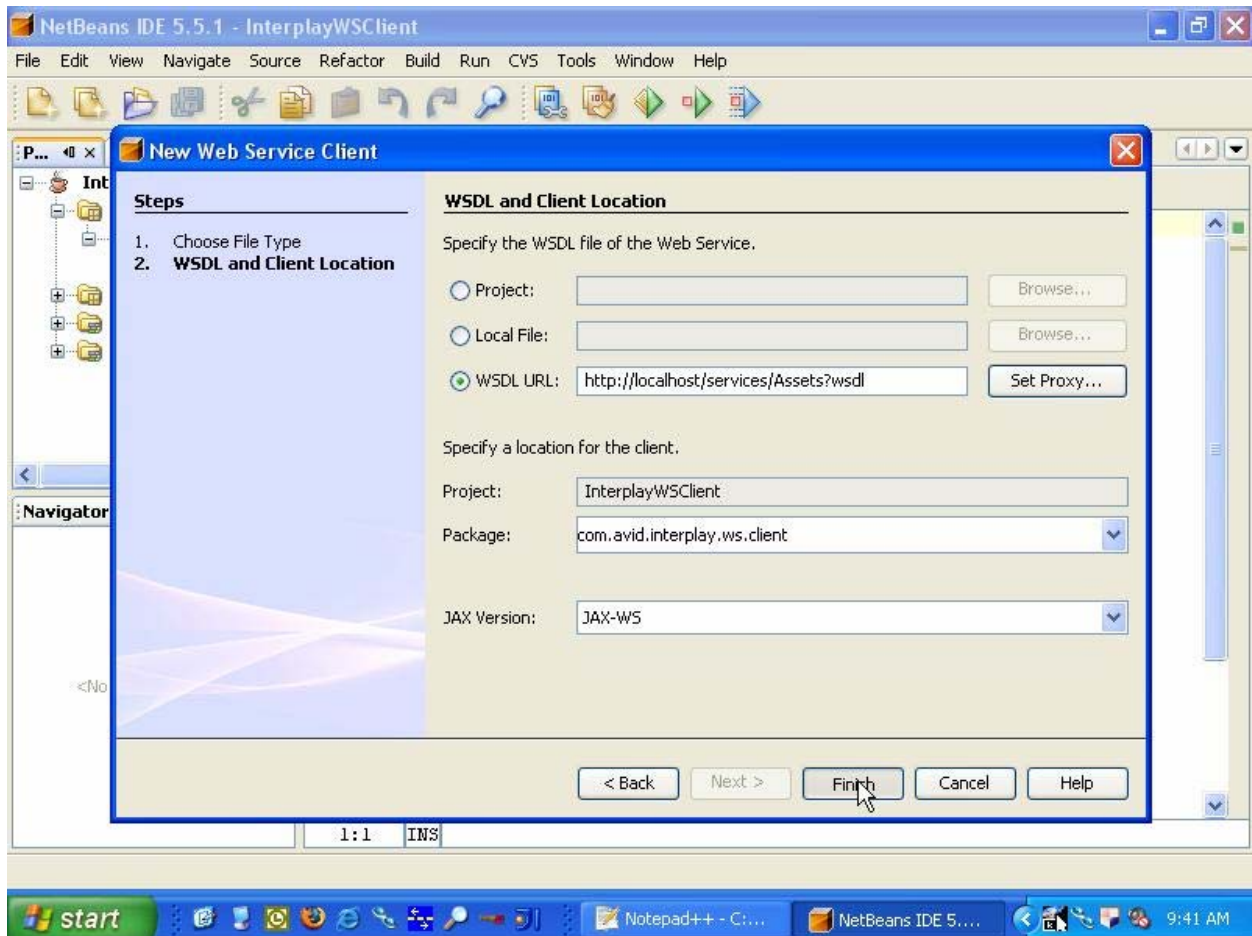 NetBeans IDE 5.5.1 - InterplayWSClient
File Edit View Navigate Source Refactor Build Run CVS Tools Window Help
P...
New Web Service Client
Int
Steps
1. Choose File Type
2. WSDL and Client Location
WSDL and Client Location
Specify the WSDL file of the Web Service.
Project: Browse...
Local File: Browse...
WSDL URL: http://localhost/services/Assets?wsdl Set Proxy...
Specify a location for the client.
Project: InterplayWSClient
Package: com.avid.interplay.ws.client
JAX Version: JAX-WS
Navigator
<No
< Back Next > Finish Cancel Help
1:1 INS
start Notepad++ - C:... NetBeans IDE 5.... 9:41 AM